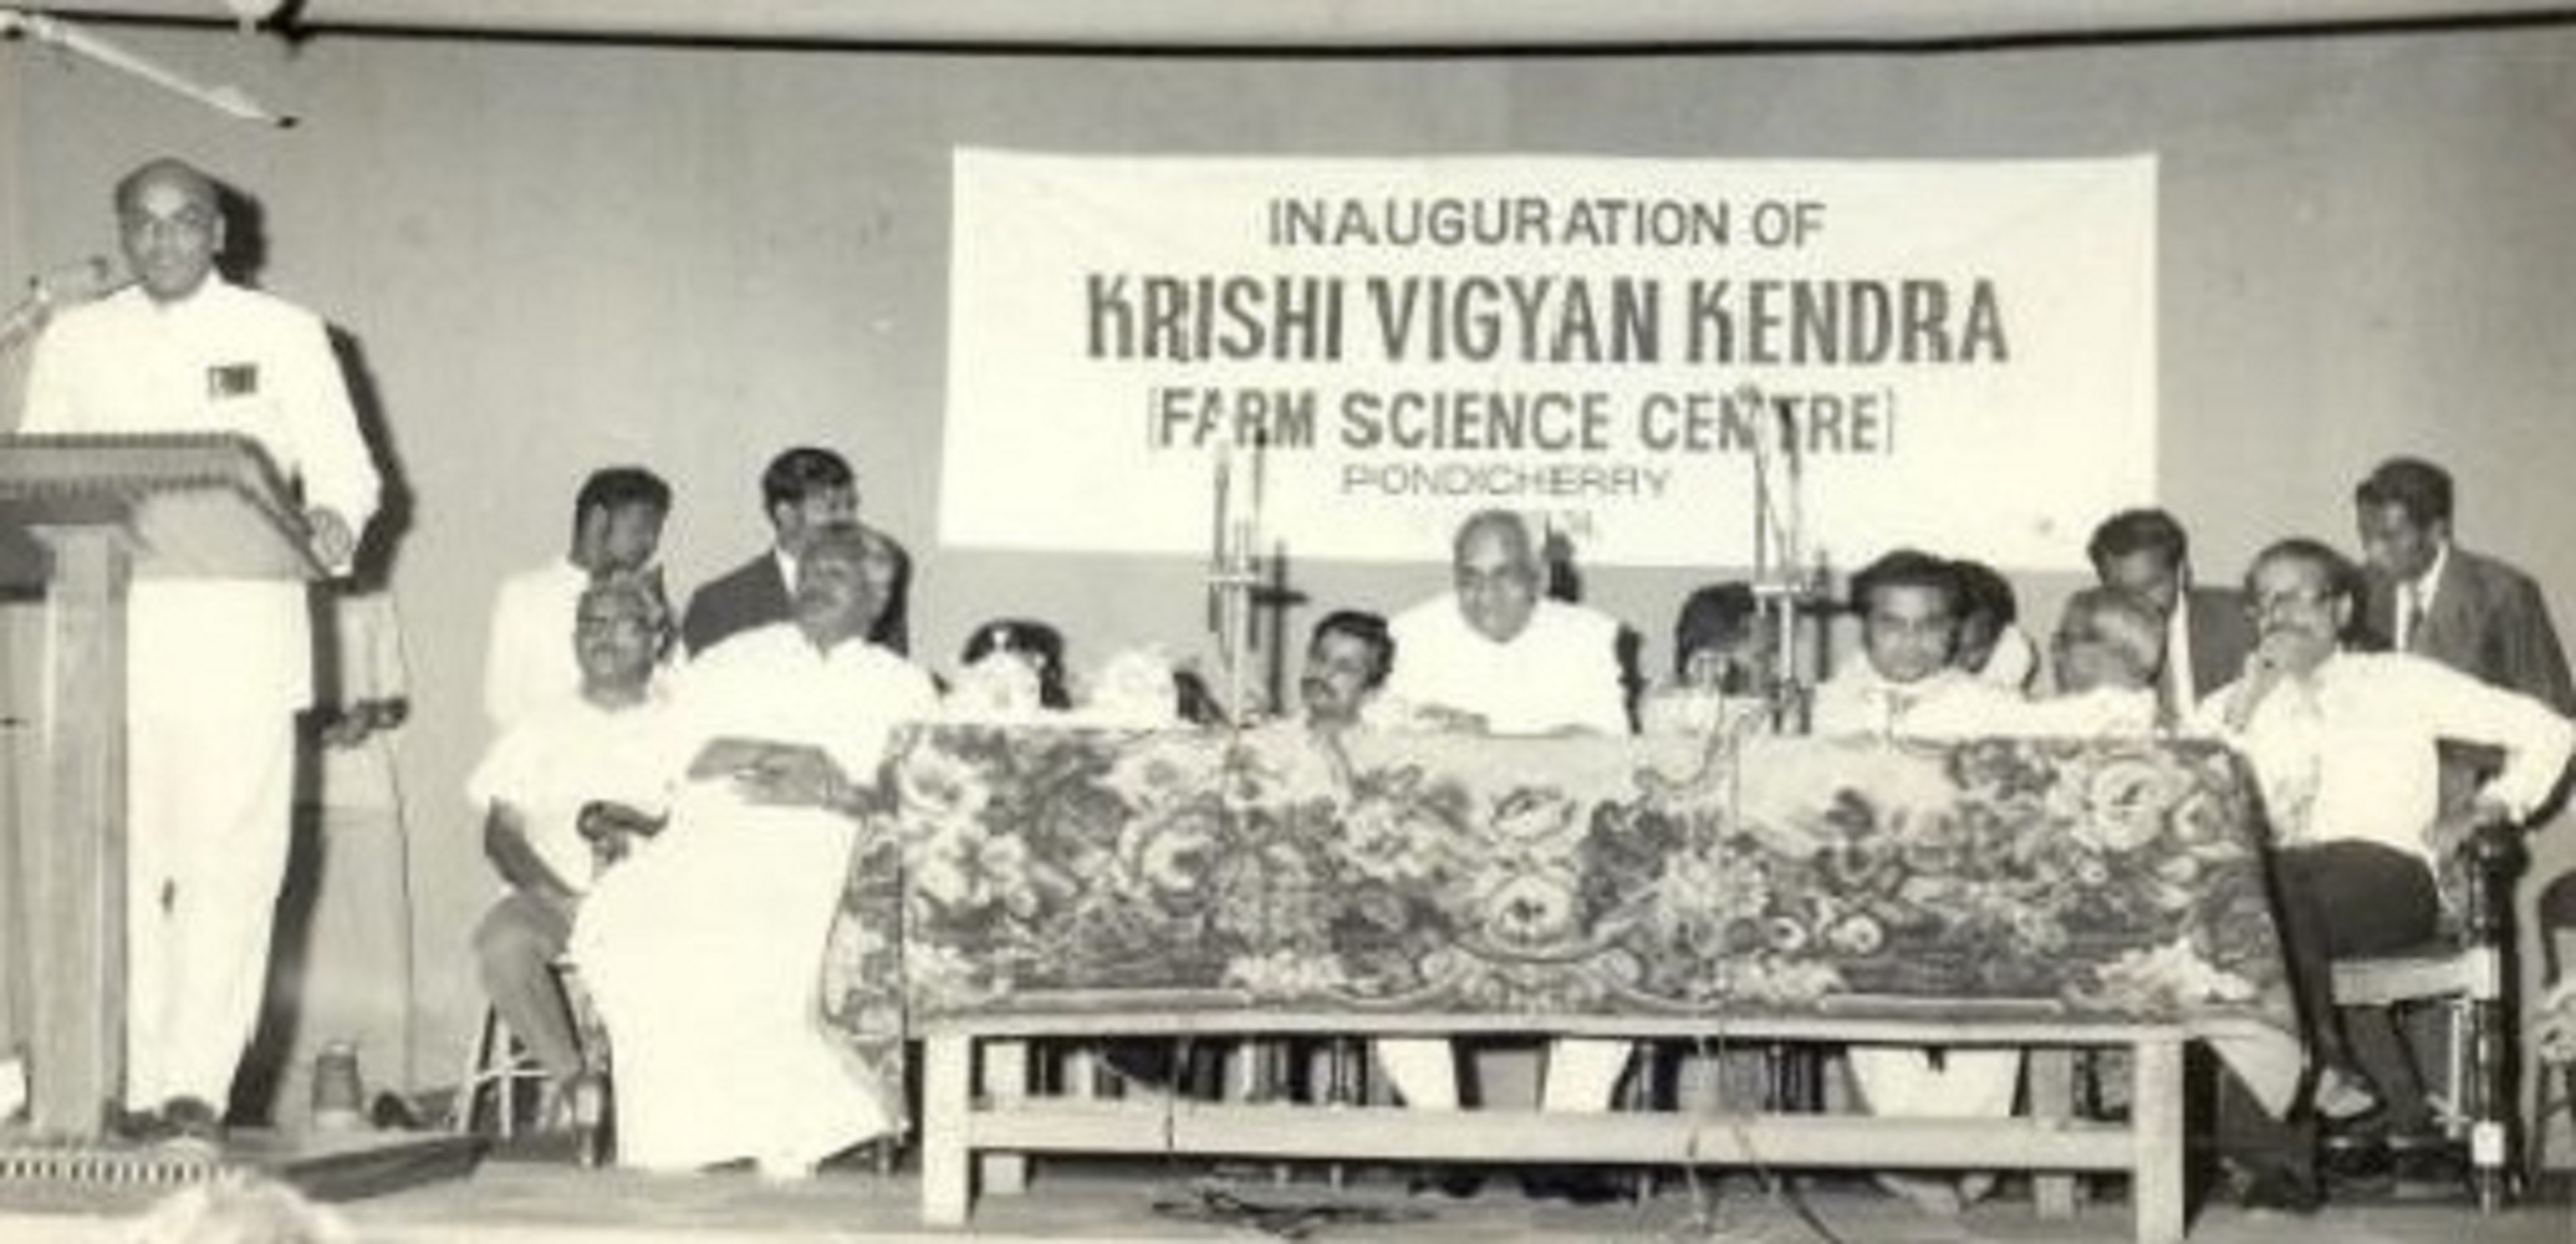 INAUGURATION OF
KRISHI VIGYAN KENDRA
[FARM SCIENCE CENTRE]
PONDICHERRY